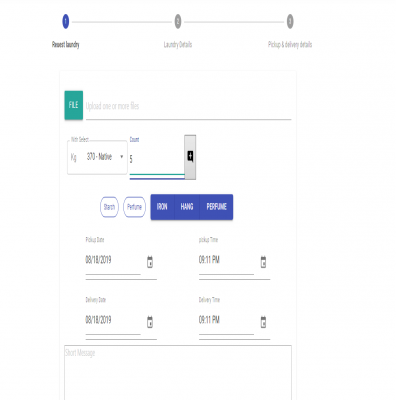 1
2
3
Reqest laundry
Laundry Details
Pickup & delivery details
FILE
Upload one or more files
With Select
Count
Kg
370 - Native
5
Starch
Perfume
IRON
HANG
PERFUME
Pickup Date
pickup Time
08/18/2019
09:11 PM
Delivery Date
Delivery Time
08/18/2019
09:11 PM
Short Message